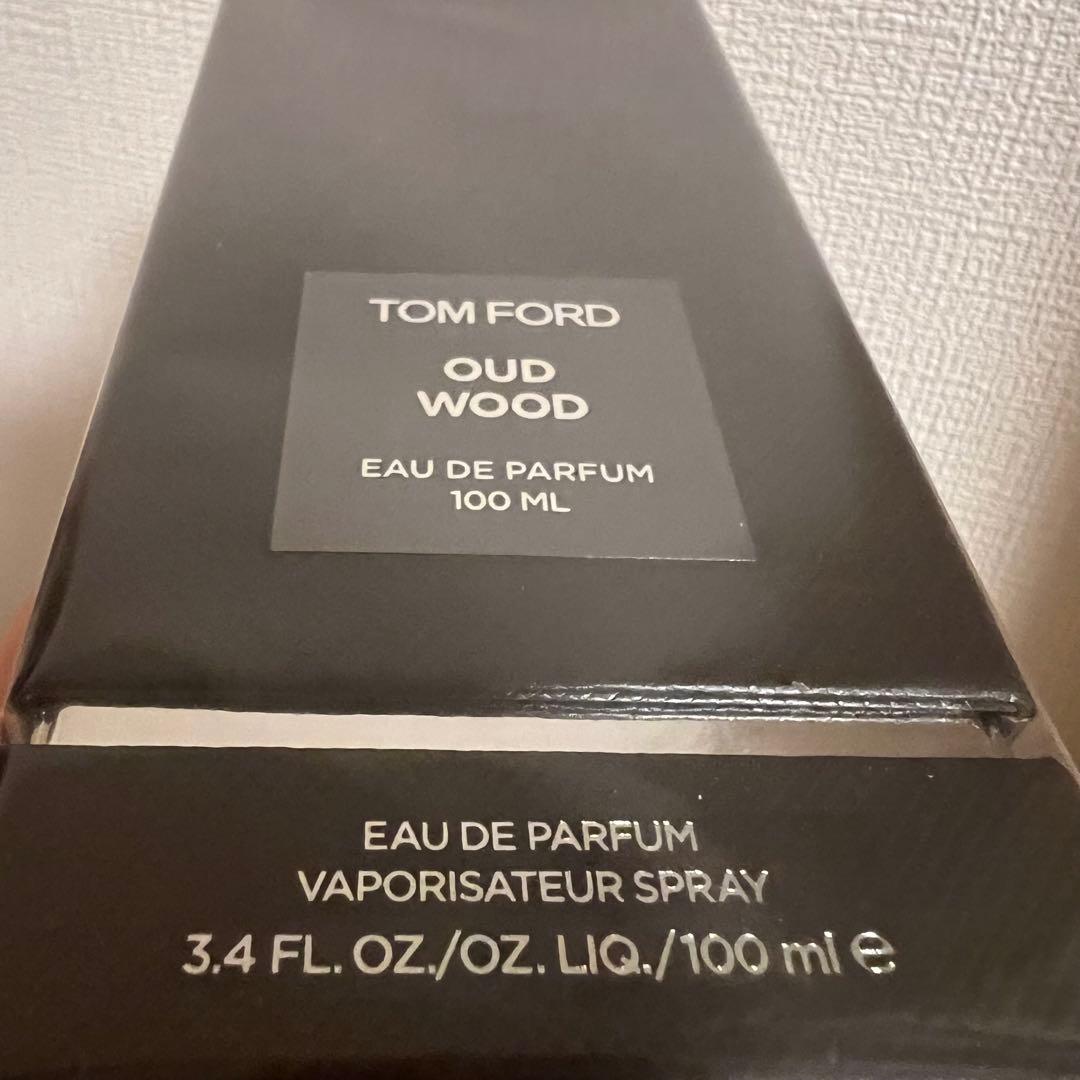 TOM FORD
OUD
WOOD
EAU DE PARFUM
100 ML
EAU DE PARFUM
VAPORISATEUR SPRAY
3.4 FL. OZ./OZ. LIQ./100 ml ℮